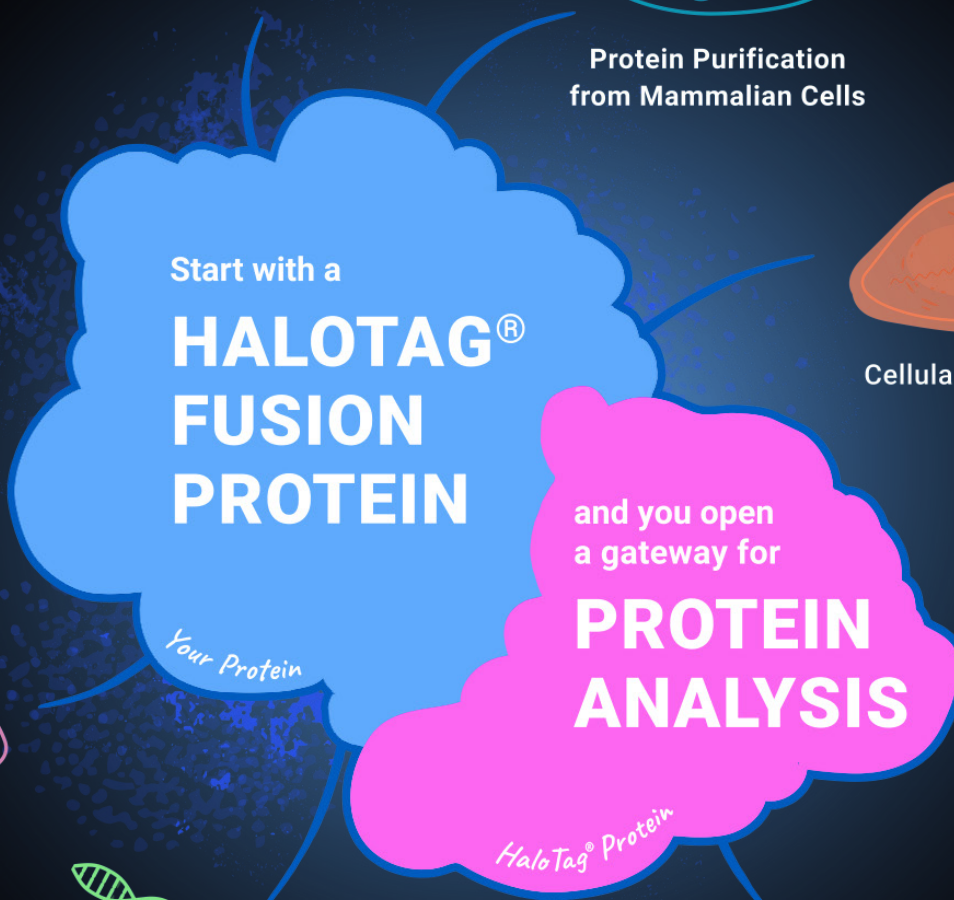 Protein Purification
from Mammalian Cells
Start with a
HALOTAG®
FUSION
PROTEIN
Cellula
and you open
a gateway for
PROTEIN
ANALYSIS
Your Protein
HaloTag® Protein